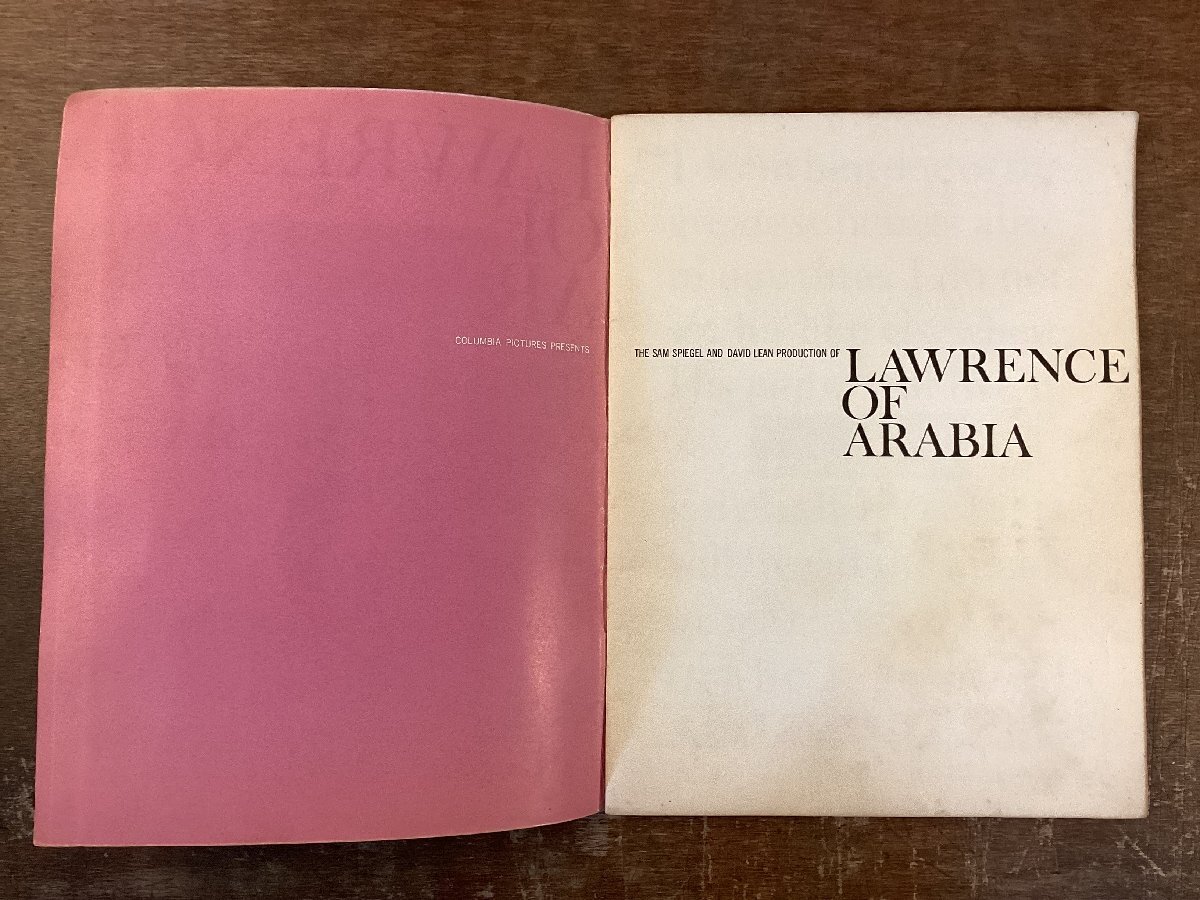 COLUMBIA PICTURES PRESENTS
THE SAM SPIEGEL AND DAVID LEAN PRODUCTION OF LAWRENCE
OF
ARABIA